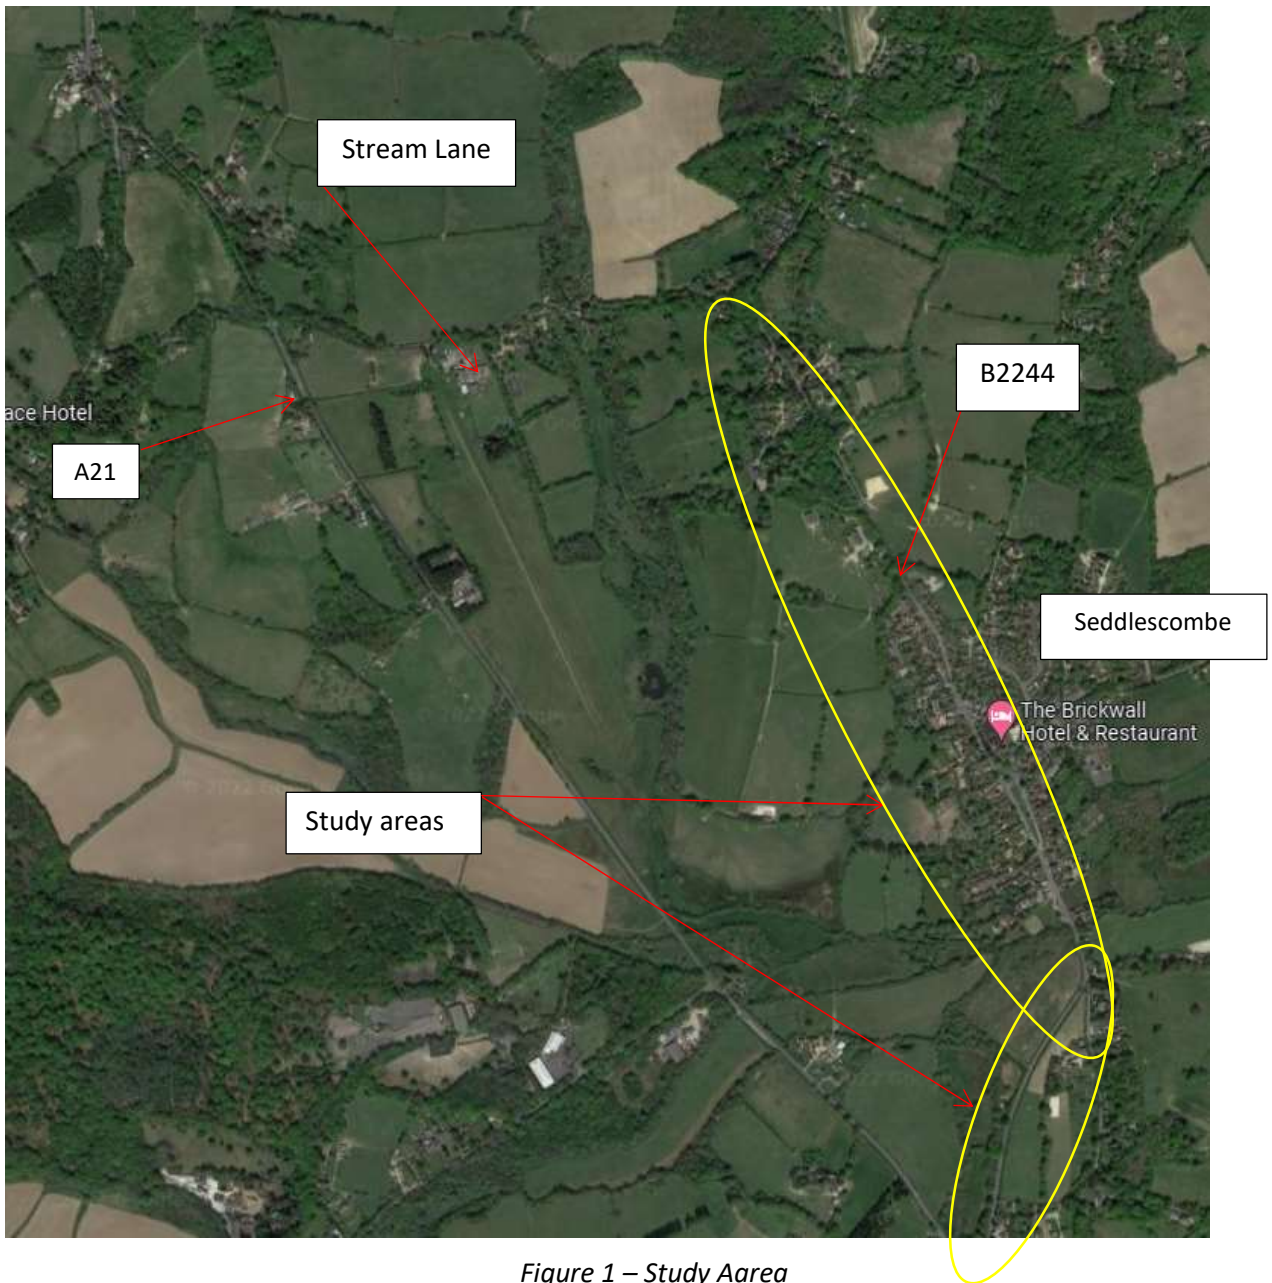 Stream Lane
B2244
ace Hotel
A21
Seddlescombe
The Brickwall
Hotel & Restaurant
Study areas
Figure 1 – Study Aarea